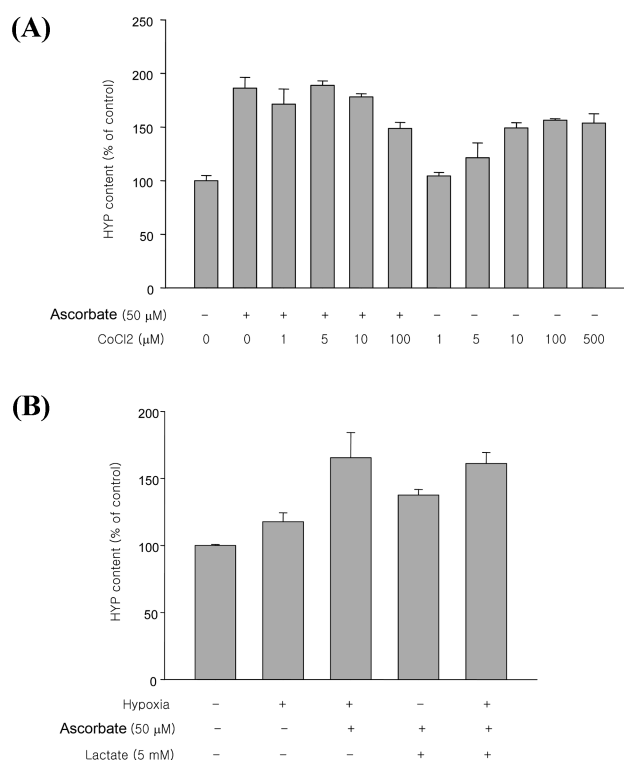 (A)
250
200
150
100
50
0
HYP content (% of control)
Ascorbate (50 μM) – + + + + + – – – – –
CoCl2 (μM) 0 0 1 5 10 100 1 5 10 100 500
(B)
200
150
100
50
0
HYP content (% of control)
Hypoxia – + + – +
Ascorbate (50 μM) – – + + +
Lactate (5 mM) – – – + +